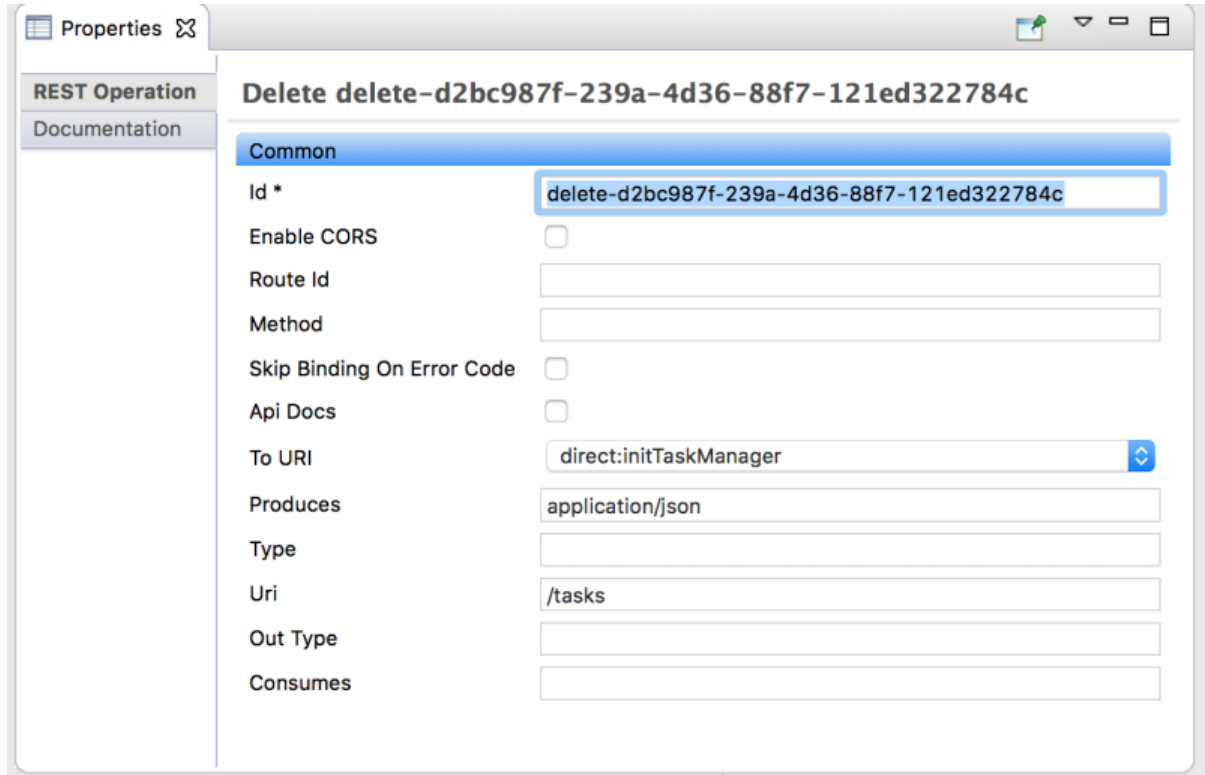 Properties
REST Operation
Documentation
Delete delete-d2bc987f-239a-4d36-88f7-121ed322784c
Common
Id * delete-d2bc987f-239a-4d36-88f7-121ed322784c
Enable CORS
Route Id
Method
Skip Binding On Error Code
Api Docs
To URI direct:initTaskManager
Produces application/json
Type
Uri /tasks
Out Type
Consumes